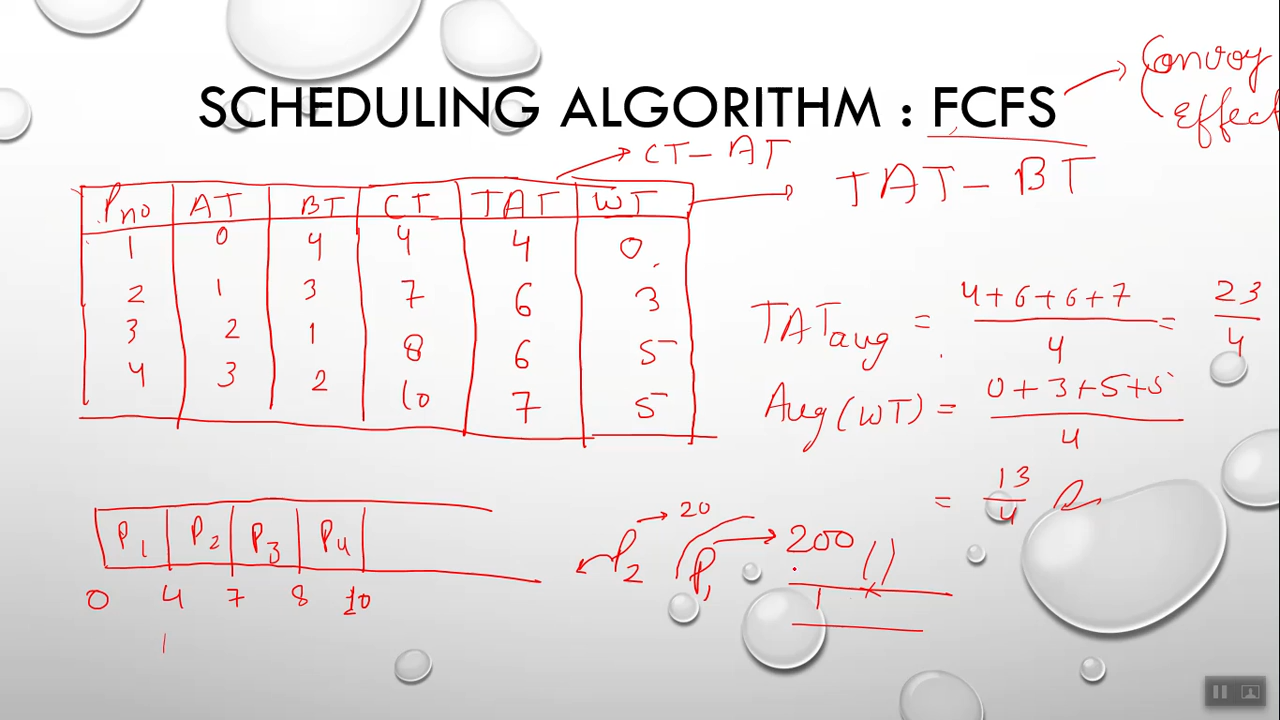 Convoy
Effect
SCHEDULING ALGORITHM : FCFS
CT - AT
TAT - BT
Pno AT BT CT TAT WT
1 0 4 4 4 0
2 1 3 7 6 3
3 2 1 8 6 5
4 3 2 10 7 5
TATavg = 4+6+6+7 / 4 = 23 / 4
Avg (WT) = 0+3+5+5 / 4
= 13 / 4
P1 P2 P3 P4
0 4 7 8 10
P2 20
P1 200